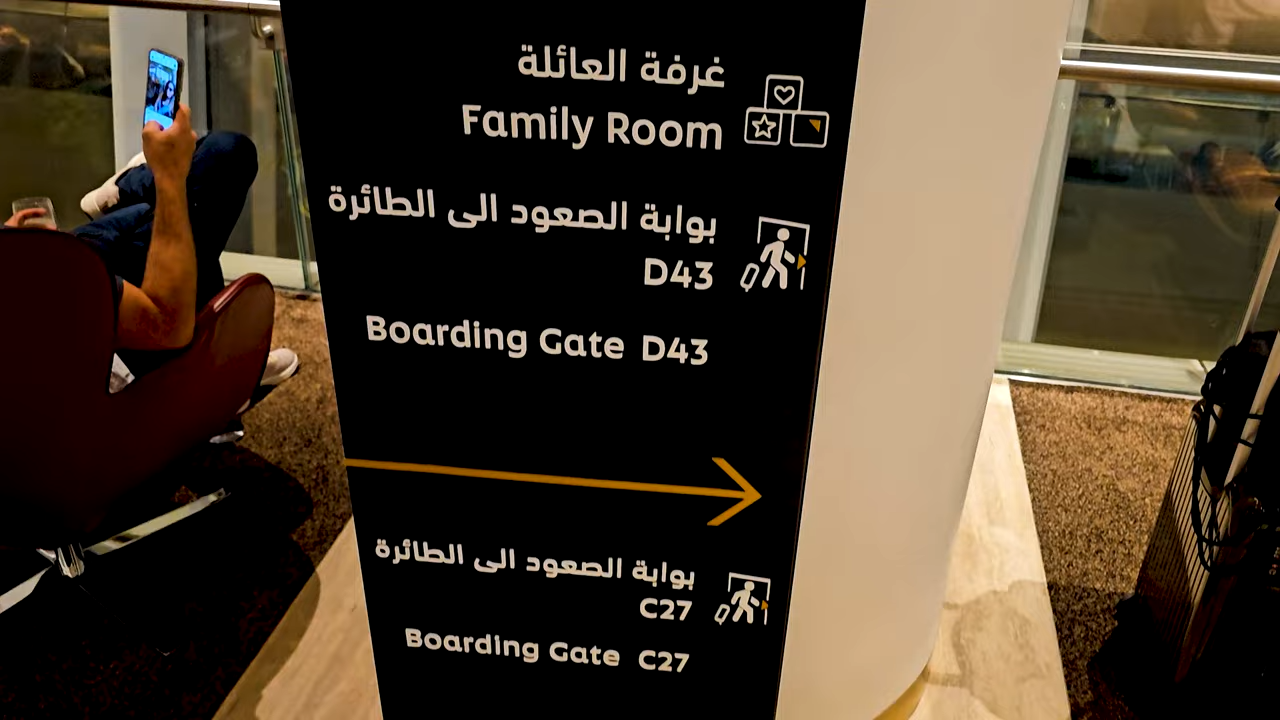 غرفة العائلة
Family Room
بوابة الصعود الى الطائرة
D43
Boarding Gate D43
بوابة الصعود الى الطائرة
C27
Boarding Gate C27